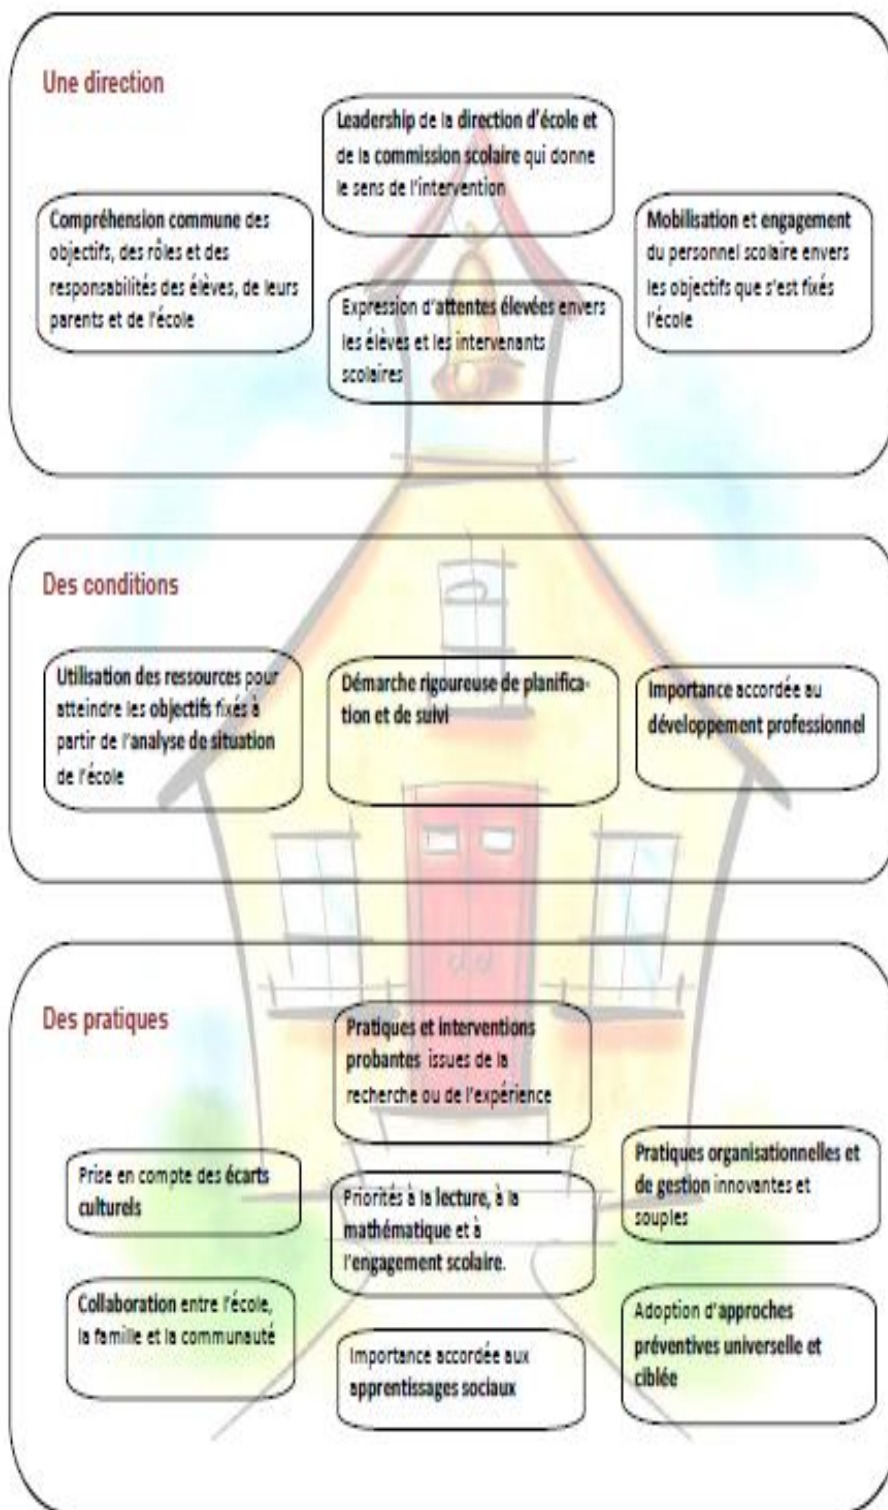 Une direction
Leadership de la direction d'école et
de la commission scolaire qui donne
le sens de l'intervention
Compréhension commune des
objectifs, des rôles et des
responsabilités des élèves, de leurs
parents et de l'école
Expression d'attentes élevées envers
les élèves et les intervenants
scolaires
Mobilisation et engagement
du personnel scolaire envers
les objectifs que s'est fixés
l'école
Des conditions
Utilisation des ressources pour
atteindre les objectifs fixés à
partir de l'analyse de situation
de l'école
Démarche rigoureuse de planifica-
tion et de suivi
Importance accordée au
développement professionnel
Des pratiques
Pratiques et interventions
probantes issues de la
recherche ou de l'expérience
Prise en compte des écarts
culturels
Priorités à la lecture, à la
mathématique et à
l'engagement scolaire.
Pratiques organisationnelles et
de gestion innovantes et
souples
Collaboration entre l'école,
la famille et la communauté
Importance accordée aux
apprentissages sociaux
Adoption d'approches
préventives universelle et
ciblée